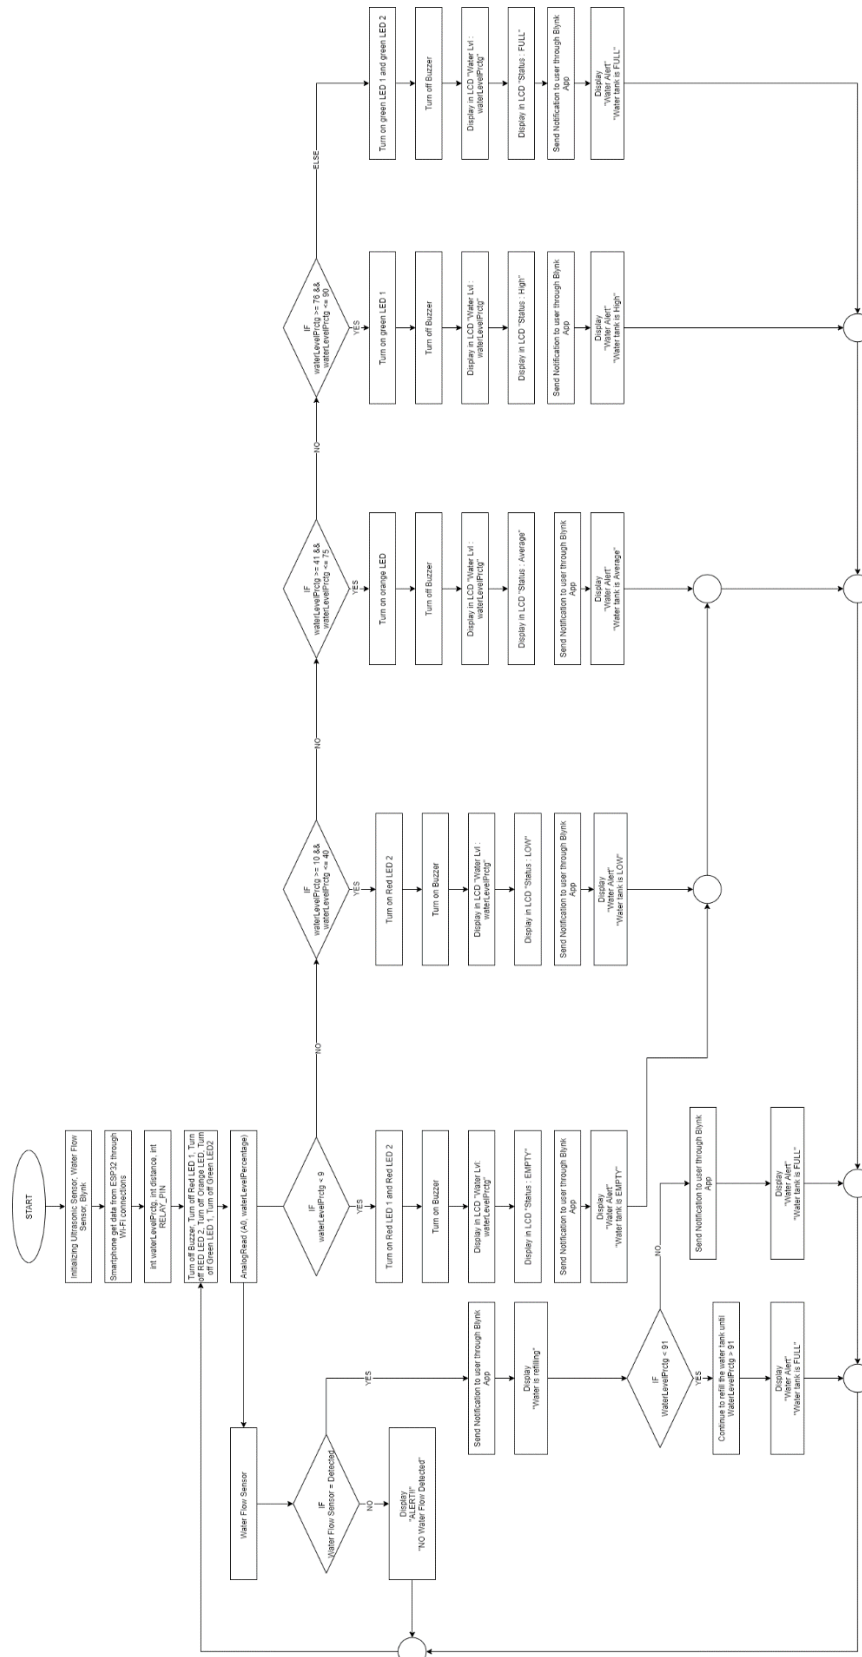 START
Initializing Ultrasonic Sensor, Water Flow
Sensor, Blynk
Smartphone get data from ESP32 through
Wi-Fi connections
int waterLevelPrctg, int distance, int
RELAY_PIN
Turn off Buzzer, Turn off Red LED 1, Turn
off RED LED 2, Turn off Orange LED, Turn
off Green LED 1, Turn off Green LED2
AnalogRead (A0, waterLevelPercentage)
Water Flow Sensor
IF
Water Flow Sensor = Detected
NO
Display
"ALERT!!"
"NO Water Flow Detected"
YES
Send Notification to user through Blynk
App
Display
"Water is refilling"
IF
WaterLevelPrctg < 91
YES
Continue to refill the water tank until
WaterLevelPrctg > 91
Display
"Water Alert"
"Water tank is FULL"
NO
Send Notification to user through Blynk
App
Display
"Water Alert"
"Water tank is FULL"
IF
waterLevelPrctg < 9
YES
Turn on Red LED 1 and Red LED 2
Turn on Buzzer
Display in LCD "Water Lvl:
waterLevelPrctg"
Display in LCD "Status : EMPTY"
Send Notification to user through Blynk
App
Display
"Water Alert"
"Water tank is EMPTY"
NO
IF
waterLevelPrctg >= 10 &&
waterLevelPrctg <= 40
YES
Turn on Red LED 2
Turn on Buzzer
Display in LCD "Water Lvl :
waterLevelPrctg"
Display in LCD "Status : LOW"
Send Notification to user through Blynk
App
Display
"Water Alert"
"Water tank is LOW"
NO
IF
waterLevelPrctg >= 41 &&
waterLevelPrctg <= 75
YES
Turn on orange LED
Turn off Buzzer
Display in LCD "Water Lvl :
waterLevelPrctg"
Display in LCD "Status : Average"
Send Notification to user through Blynk
App
Display
"Water Alert"
"Water tank is Average"
NO
IF
waterLevelPrctg >= 76 &&
waterLevelPrctg <= 90
YES
Turn on green LED 1
Turn off Buzzer
Display in LCD "Water Lvl :
waterLevelPrctg"
Display in LCD "Status : High"
Send Notification to user through Blynk
App
Display
"Water Alert"
"Water tank is High"
ELSE
Turn on green LED 1 and green LED 2
Turn off Buzzer
Display in LCD "Water Lvl :
waterLevelPrctg"
Display in LCD "Status : FULL"
Send Notification to user through Blynk
App
Display
"Water Alert"
"Water tank is FULL"